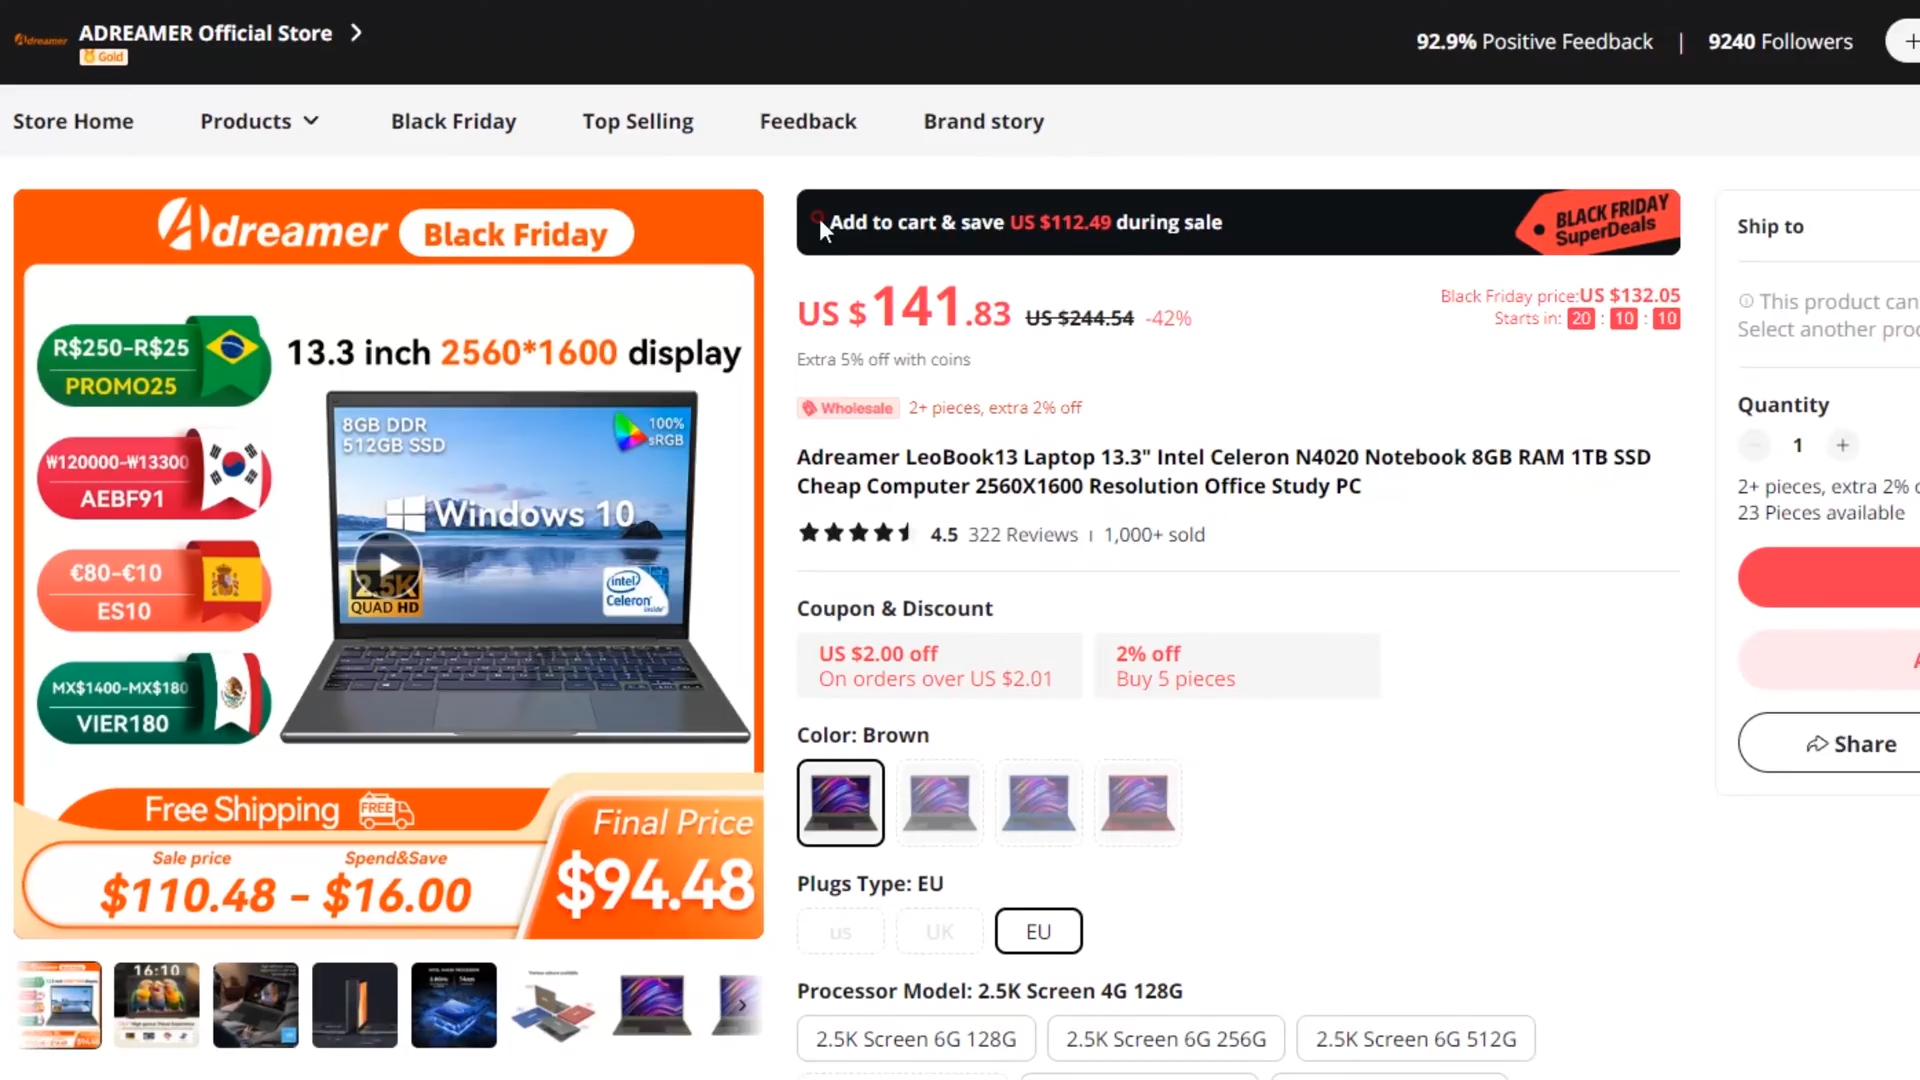 Adreamer
ADREAMER Official Store
Gold
92.9% Positive Feedback | 9240 Followers
Store Home
Products
Black Friday
Top Selling
Feedback
Brand story
Adreamer Black Friday
R$250-R$25
PROMO25
₩120000-₩13300
AEBF91
€80-€10
ES10
MX$1400-MX$180
VIER180
13.3 inch 2560*1600 display
8GB DDR
512GB SSD
100%
sRGB
Windows 10
2.5K
QUAD HD
intel
Celeron
inside
Free Shipping
FREE
Sale price
Spend&Save
$110.48 - $16.00
Final Price
$94.48
16:10
Add to cart & save US $112.49 during sale
BLACK FRIDAY
SuperDeals
US $141.83 US $244.54 -42%
Black Friday price:US $132.05
Starts in: 20 : 10 : 10
Extra 5% off with coins
Wholesale 2+ pieces, extra 2% off
Adreamer LeoBook13 Laptop 13.3" Intel Celeron N4020 Notebook 8GB RAM 1TB SSD
Cheap Computer 2560X1600 Resolution Office Study PC
4.5 322 Reviews | 1,000+ sold
Coupon & Discount
US $2.00 off
On orders over US $2.01
2% off
Buy 5 pieces
Color: Brown
Plugs Type: EU
us
UK
EU
Processor Model: 2.5K Screen 4G 128G
2.5K Screen 6G 128G
2.5K Screen 6G 256G
2.5K Screen 6G 512G
Ship to
This product can
Select another proc
Quantity
1
2+ pieces, extra 2% o
23 Pieces available
Share